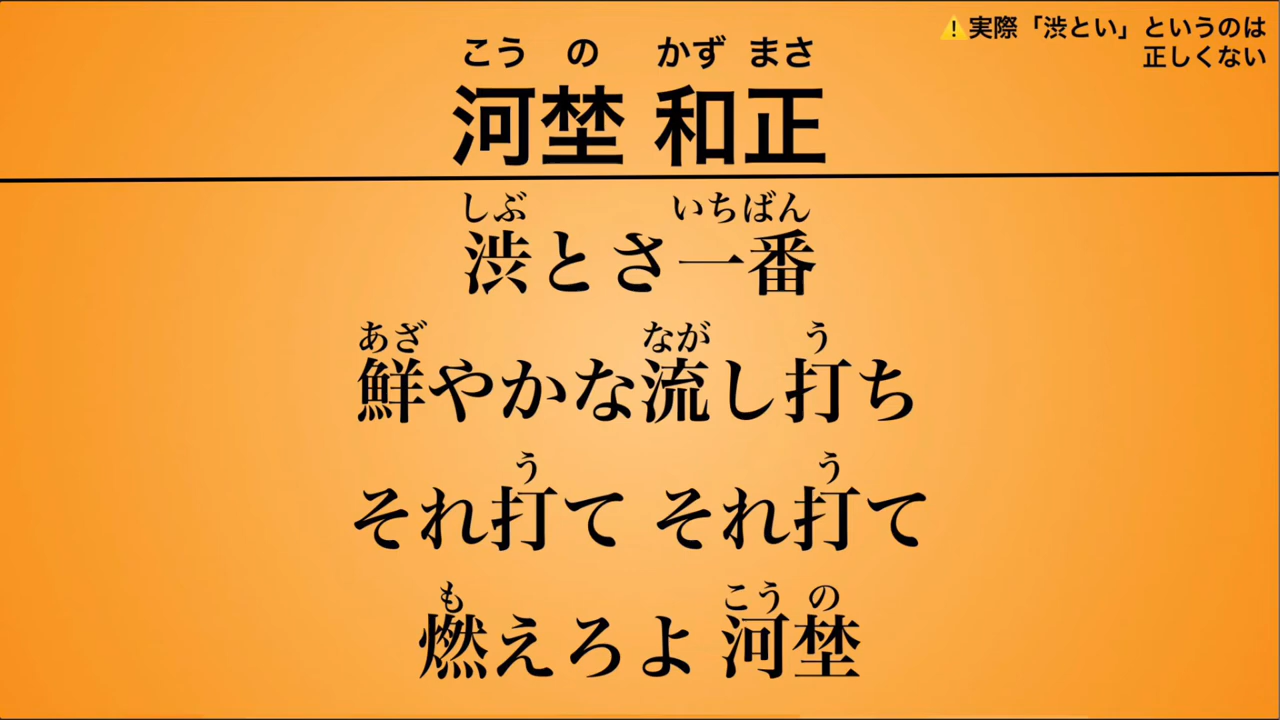 ⚠️実際「渋とい」というのは
正しくない
こう の かず まさ
河埜 和正
しぶ いちばん
渋とさ一番
あざ なが う
鮮やかな流し打ち
う う
それ打て それ打て
も こう の
燃えろよ 河埜